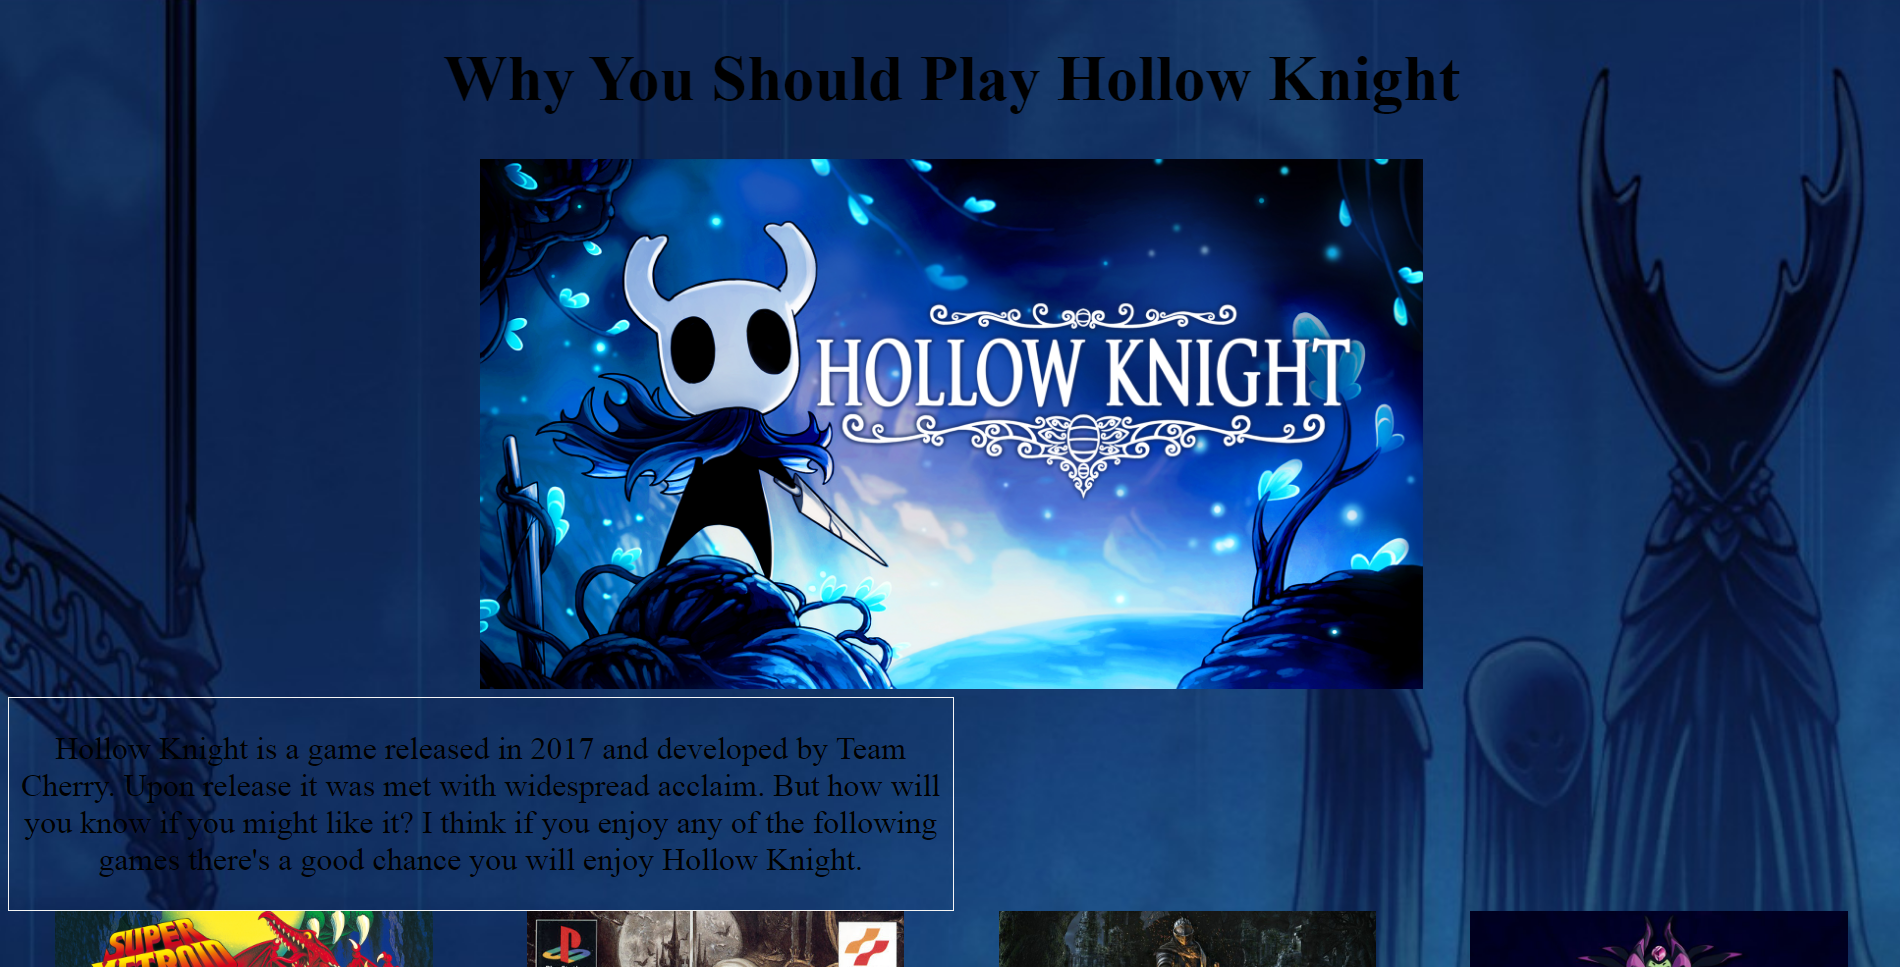 Why You Should Play Hollow Knight
HOLLOW KNIGHT
Hollow Knight is a game released in 2017 and developed by Team
Cherry. Upon release it was met with widespread acclaim. But how will
you know if you might like it? I think if you enjoy any of the following
games there's a good chance you will enjoy Hollow Knight.
SUPER
METROID